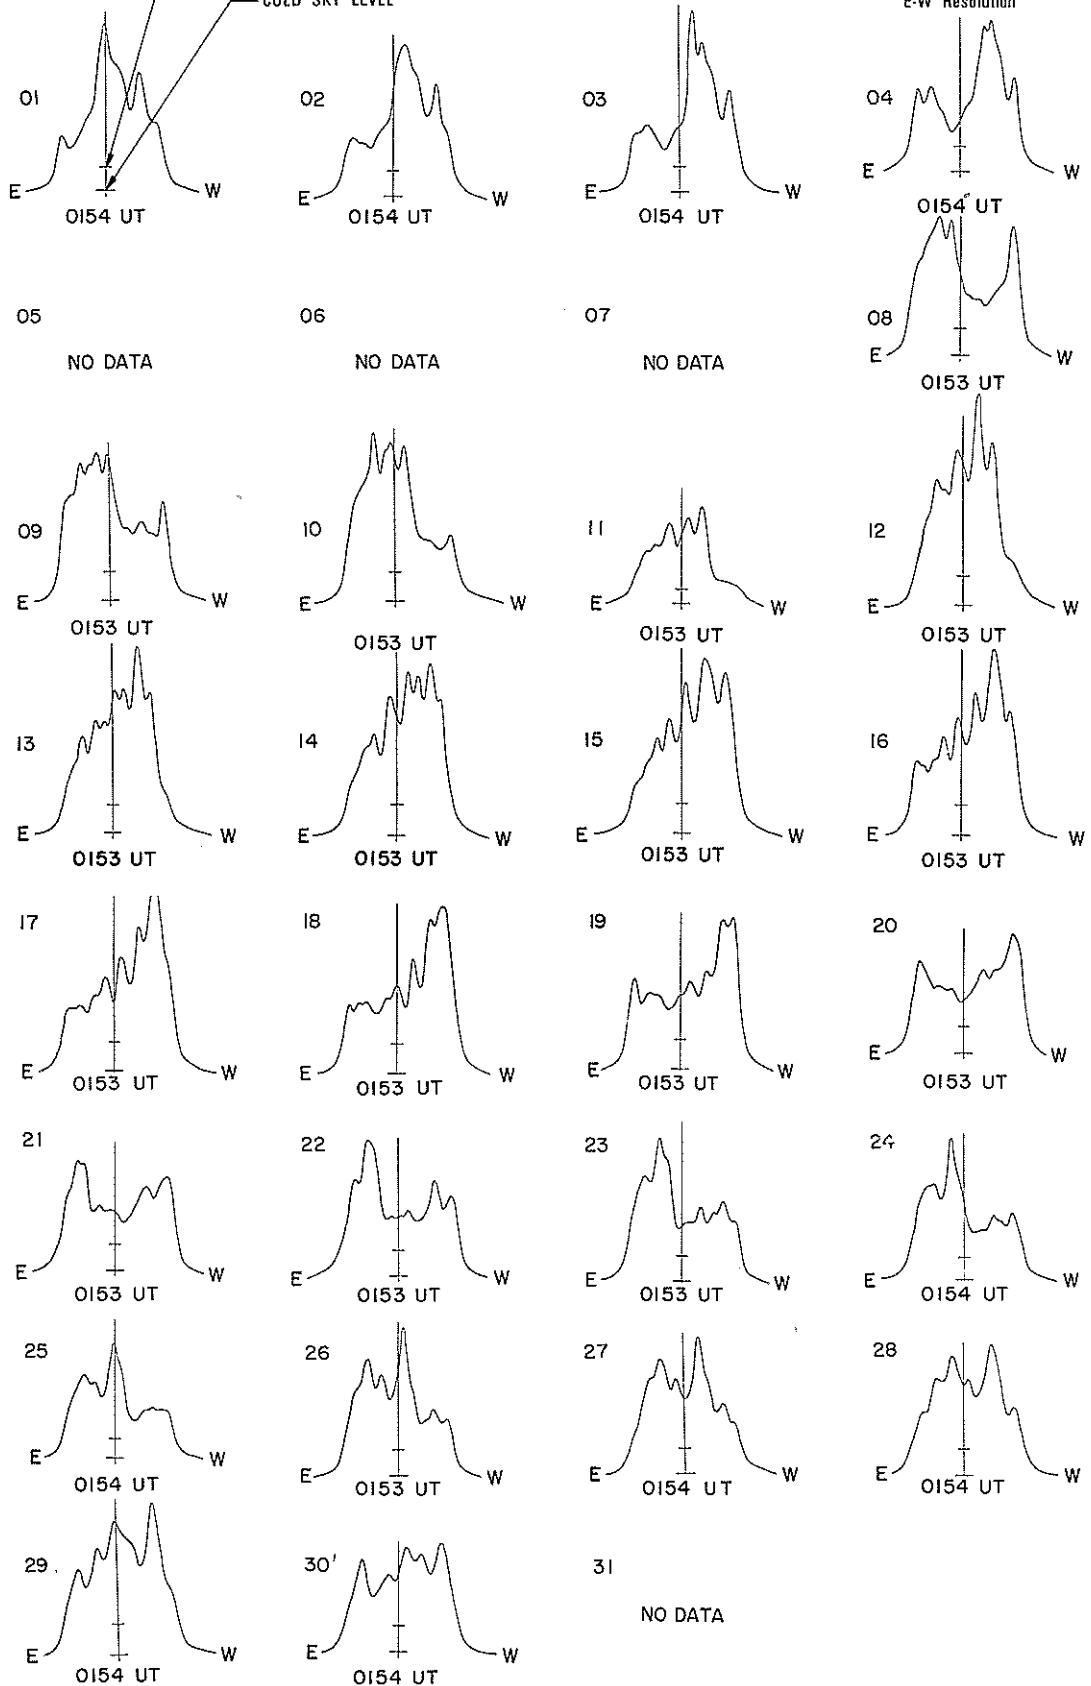 COLD SKY LEVEL
E-W Resolution
01
E W
0154 UT
02
0154 UT
03
0154 UT
04
E W
0154 UT
05
NO DATA
06
NO DATA
07
NO DATA
08
E W
0153 UT
09
E W
0153 UT
10
E W
0153 UT
11
E W
0153 UT
12
E W
0153 UT
13
E W
0153 UT
14
E W
0153 UT
15
E W
0153 UT
16
E W
0153 UT
17
E W
0153 UT
18
E W
0153 UT
19
E W
0153 UT
20
E W
0153 UT
21
E W
0153 UT
22
E W
0153 UT
23
E W
0153 UT
24
E W
0154 UT
25
E W
0154 UT
26
E W
0153 UT
27
E W
0154 UT
28
E W
0154 UT
29
E W
0154 UT
30
E W
0154 UT
31
NO DATA